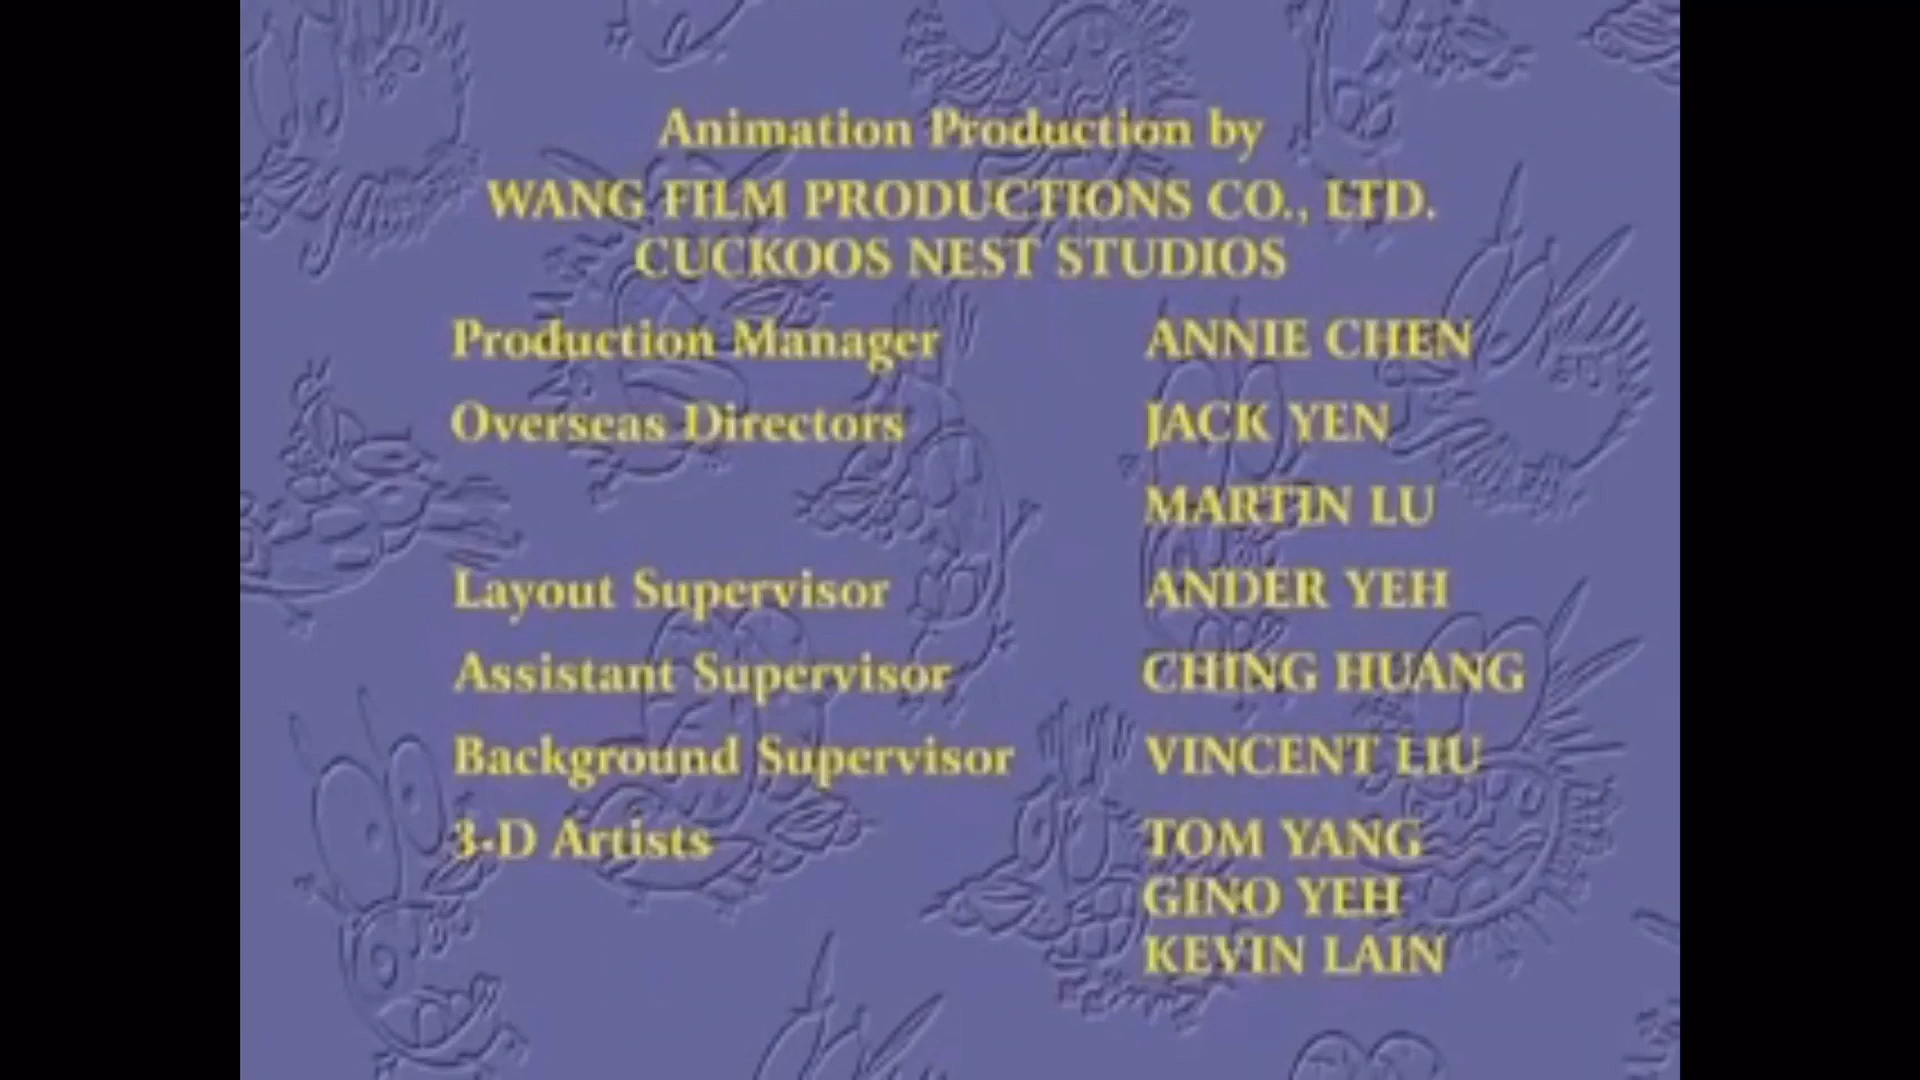 Animation Production by
WANG FILM PRODUCTIONS CO., LTD.
CUCKOOS NEST STUDIOS
Production Manager ANNIE CHEN
Overseas Directors JACK YEN
MARTIN LU
Layout Supervisor ANDER YEH
Assistant Supervisor CHING HUANG
Background Supervisor VINCENT LIU
3-D Artists TOM YANG
GINO YEH
KEVIN LAIN